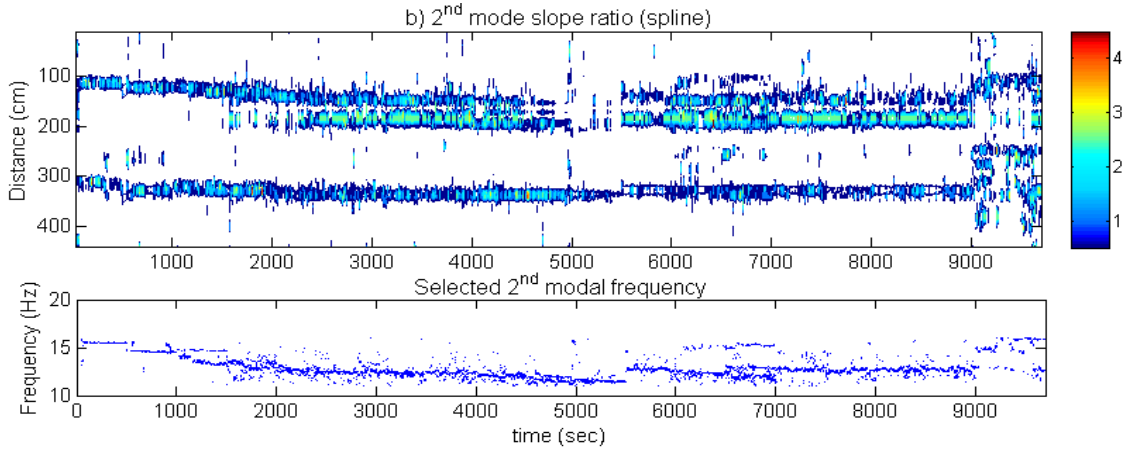 b) 2nd mode slope ratio (spline)
Distance (cm)
100
200
300
400
1000 2000 3000 4000 5000 6000 7000 8000 9000
4
3
2
1
Selected 2nd modal frequency
Frequency (Hz)
20
15
10
0 1000 2000 3000 4000 5000 6000 7000 8000 9000
time (sec)